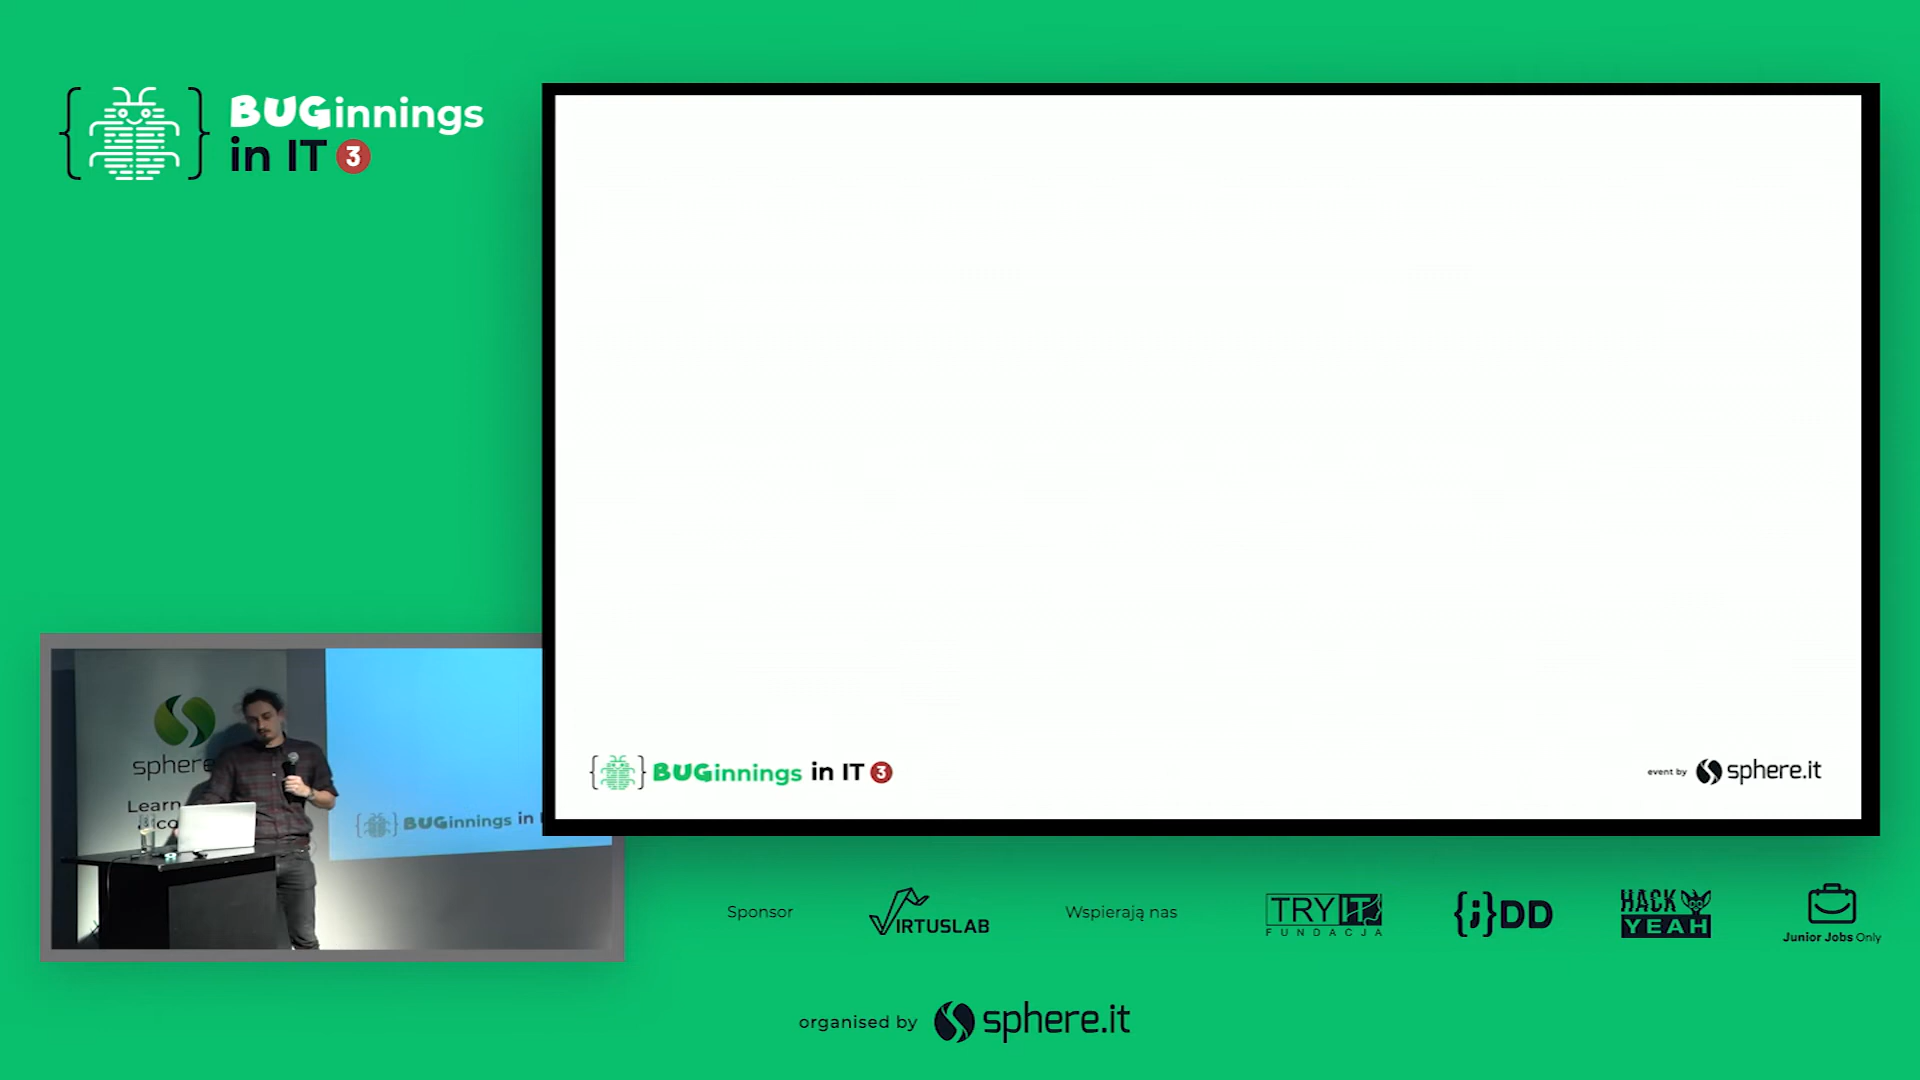 BUGinnings
in IT 3
sphere
Learn
BUGinnings in
BUGinnings in IT 3
event by sphere.it
Sponsor
VIRTUSLAB
Wspierają nas
TRY IT
FUNDACJA
{;}DD
HACK
YEAH
Junior Jobs Only
organised by sphere.it